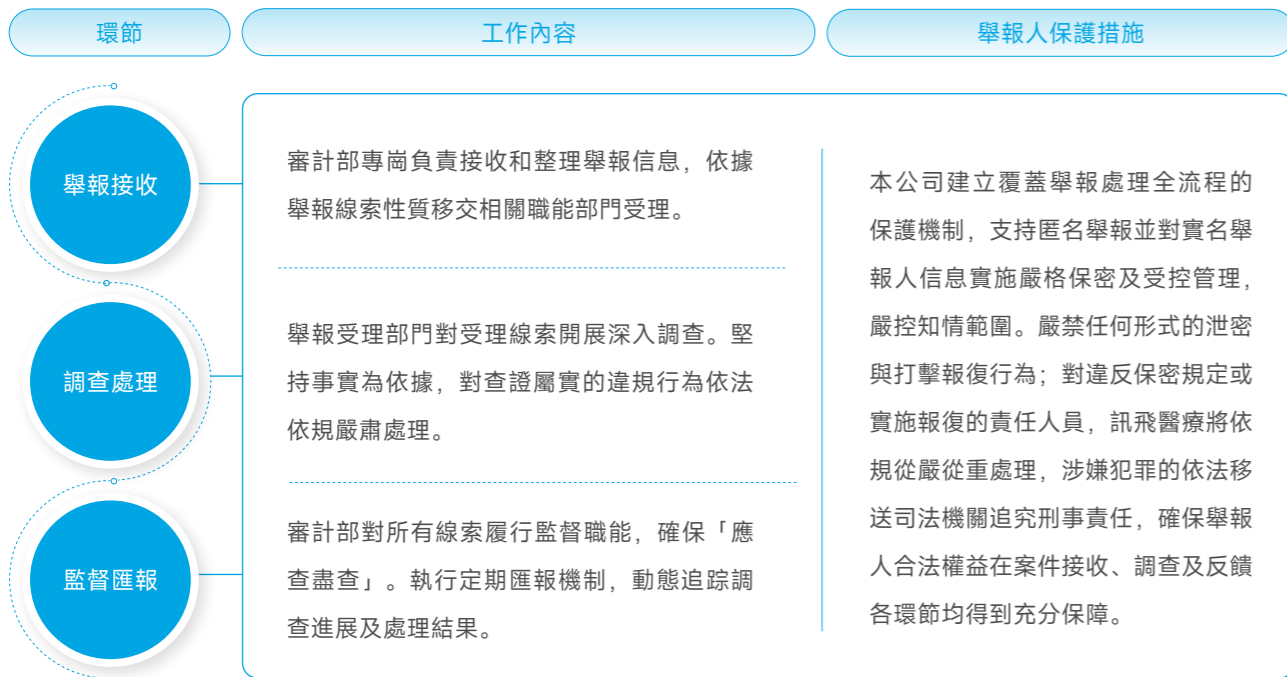 環節
工作內容
舉報人保護措施
舉報接收
審計部專崗負責接收和整理舉報信息，依據
舉報線索性質移交相關職能部門受理。
調查處理
舉報受理部門對受理線索開展深入調查。堅
持事實為依據，對查證屬實的違規行為依法
依規嚴肅處理。
監督匯報
審計部對所有線索履行監督職能，確保「應
查盡查」。執行定期匯報機制，動態追踪調
查進展及處理結果。
本公司建立覆蓋舉報處理全流程的
保護機制，支持匿名舉報並對實名舉
報人信息實施嚴格保密及受控管理，
嚴控知情範圍。嚴禁任何形式的泄密
與打擊報復行為；對違反保密規定或
實施報復的責任人員，訊飛醫療將依
規從嚴從重處理，涉嫌犯罪的依法移
送司法機關追究刑事責任，確保舉報
人合法權益在案件接收、調查及反饋
各環節均得到充分保障。